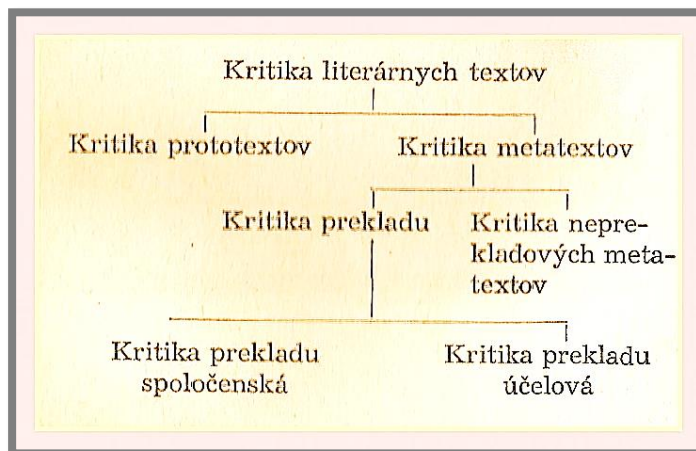 Kritika literárnych textov
Kritika prototextov
Kritika metatextov
Kritika prekladu
Kritika nepre-
kladových meta-
textov
Kritika prekladu
spoločenská
Kritika prekladu
účelová